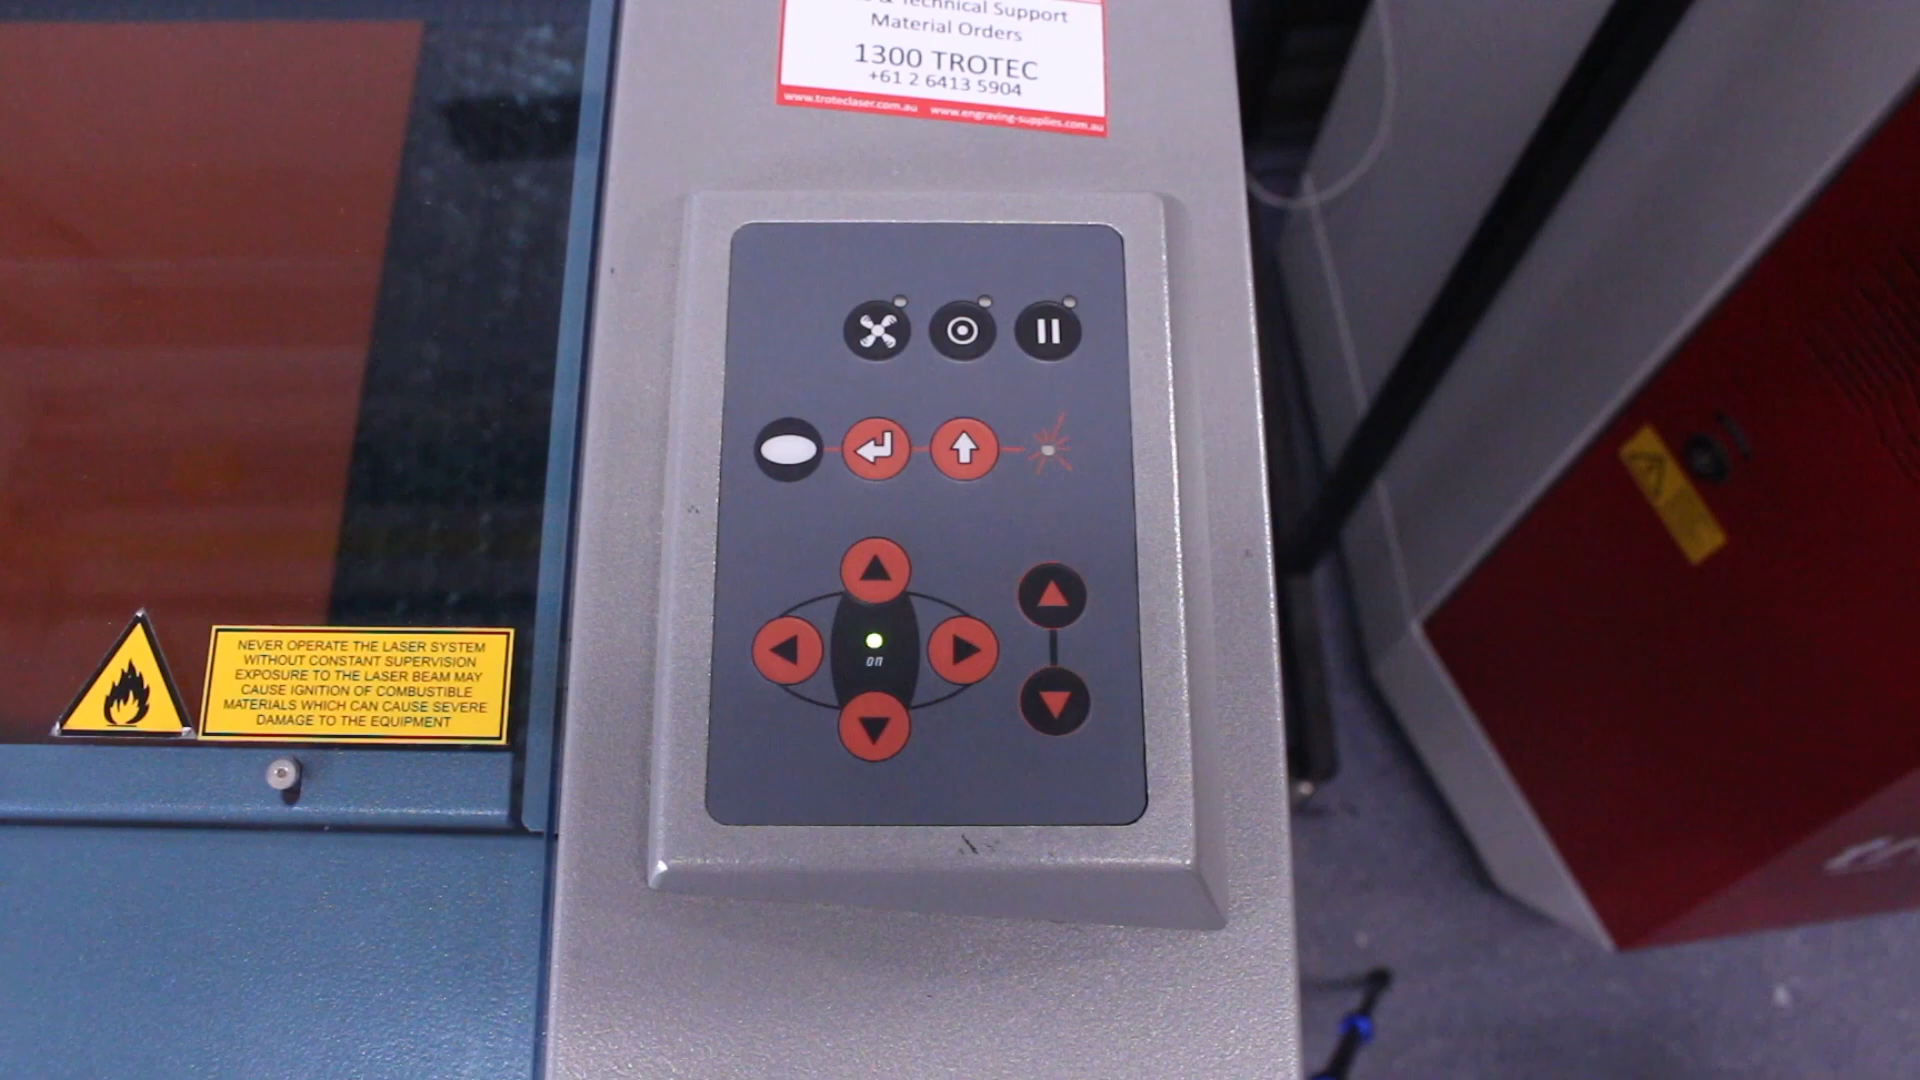 & Technical Support
Material Orders
1300 TROTEC
+61 2 6413 5904
www.troteclaser.com.au www.engraving-supplies.com.au
on
NEVER OPERATE THE LASER SYSTEM
WITHOUT CONSTANT SUPERVISION
EXPOSURE TO THE LASER BEAM MAY
CAUSE IGNITION OF COMBUSTIBLE
MATERIALS WHICH CAN CAUSE SEVERE
DAMAGE TO THE EQUIPMENT